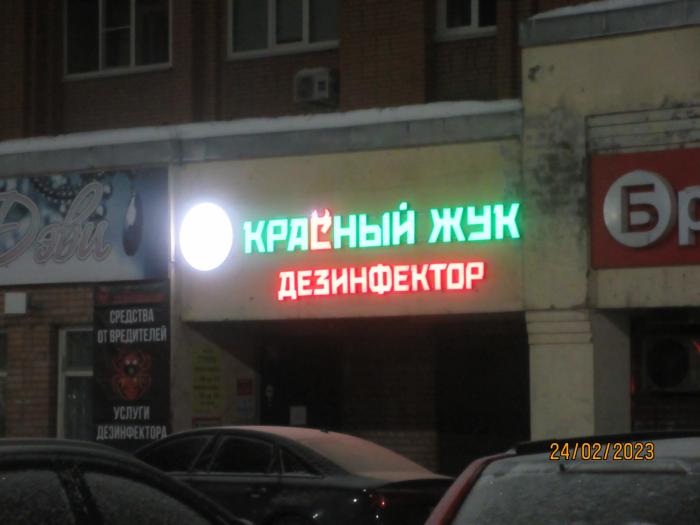 Дэви
КРАСНЫЙ ЖУК
ДЕЗИНФЕКТОР
Бр
СРЕДСТВА
ОТ ВРЕДИТЕЛЕЙ
УСЛУГИ
ДЕЗИНФЕКТОРА
24/02/2023